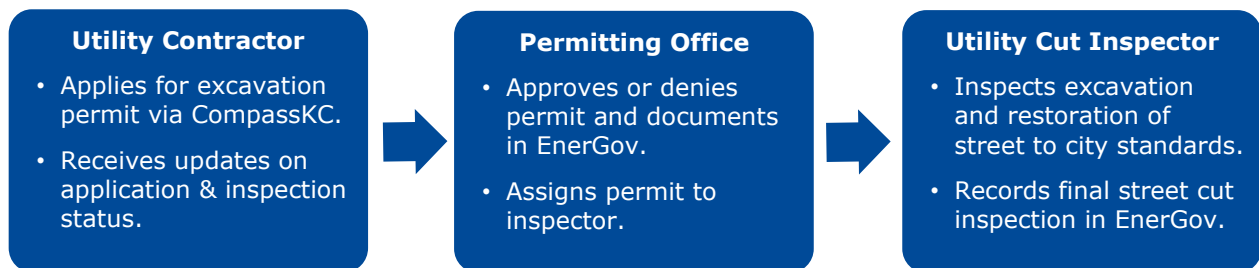 Utility Contractor
• Applies for excavation
permit via CompassKC.
• Receives updates on
application & inspection
status.
Permitting Office
• Approves or denies
permit and documents
in EnerGov.
• Assigns permit to
inspector.
Utility Cut Inspector
• Inspects excavation
and restoration of
street to city standards.
• Records final street cut
inspection in EnerGov.